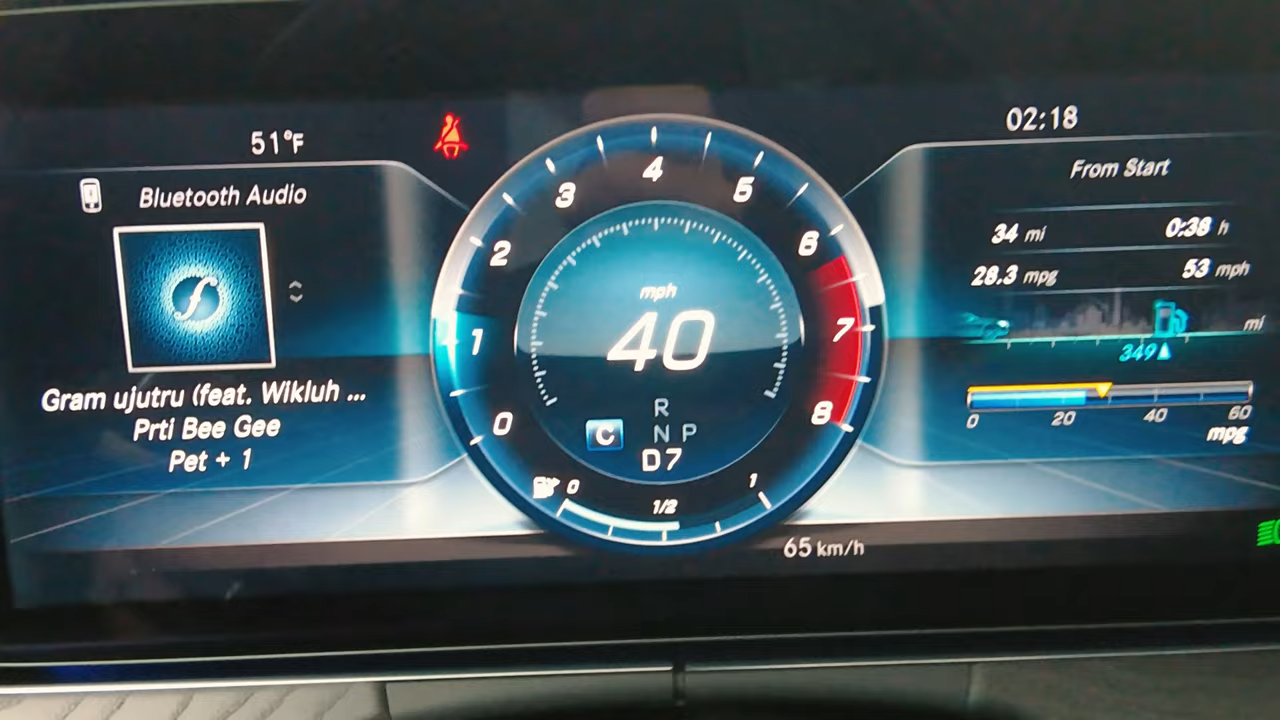 51°F
02:18
Bluetooth Audio
Gram ujutru (feat. Wikluh ...
Prti Bee Gee
Pet + 1
0 1 2 3 4 5 6 7 8
mph
40
R
C N P
D7
0 1/2 1
65 km/h
From Start
34 mi 0:38 h
28.3 mpg 53 mph
mi
349
0 20 40 60
mpg